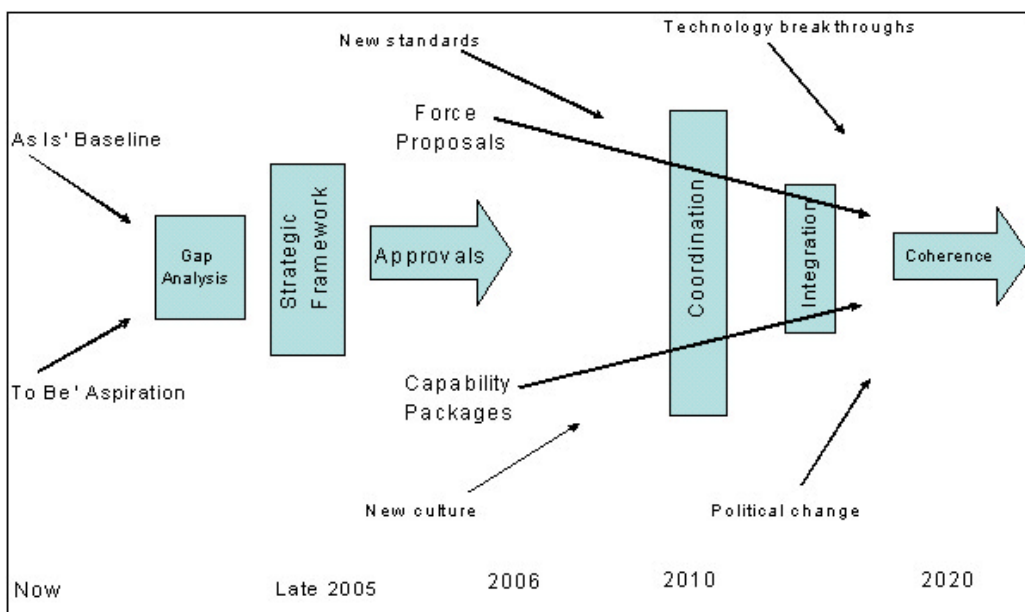 New standards
Technology breakthroughs
Force
Proposals
As Is' Baseline
Gap
Analysis
Strategic
Framework
Approvals
Coordination
Integration
Coherence
To Be' Aspiration
Capability
Packages
New culture
Political change
Now
Late 2005
2006
2010
2020